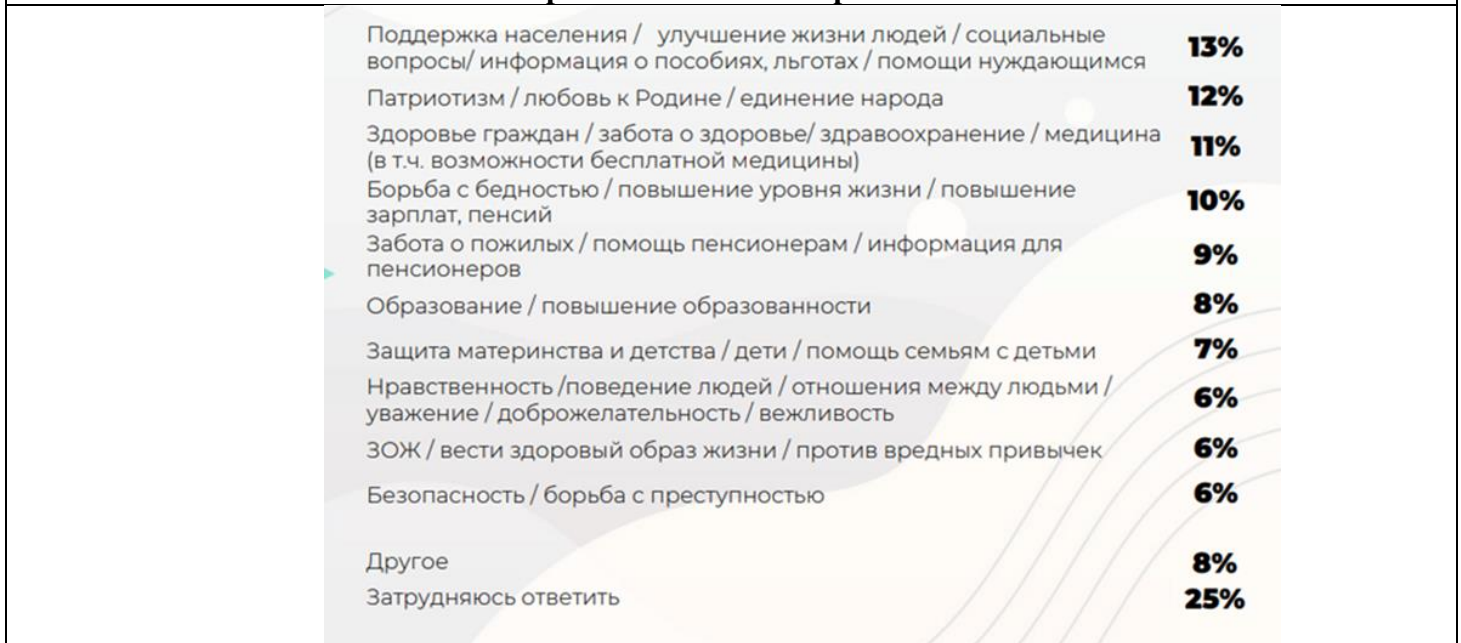 Поддержка населения / улучшение жизни людей / социальные
вопросы/ информация о пособиях, льготах / помощи нуждающимся
13%
Патриотизм / любовь к Родине / единение народа
12%
Здоровье граждан / забота о здоровье/ здравоохранение / медицина
(в т.ч. возможности бесплатной медицины)
11%
Борьба с бедностью / повышение уровня жизни / повышение
зарплат, пенсий
10%
Забота о пожилых / помощь пенсионерам / информация для
пенсионеров
9%
Образование / повышение образованности
8%
Защита материнства и детства / дети / помощь семьям с детьми
7%
Нравственность /поведение людей / отношения между людьми /
уважение / доброжелательность / вежливость
6%
ЗОЖ / вести здоровый образ жизни / против вредных привычек
6%
Безопасность / борьба с преступностью
6%
Другое
8%
Затрудняюсь ответить
25%